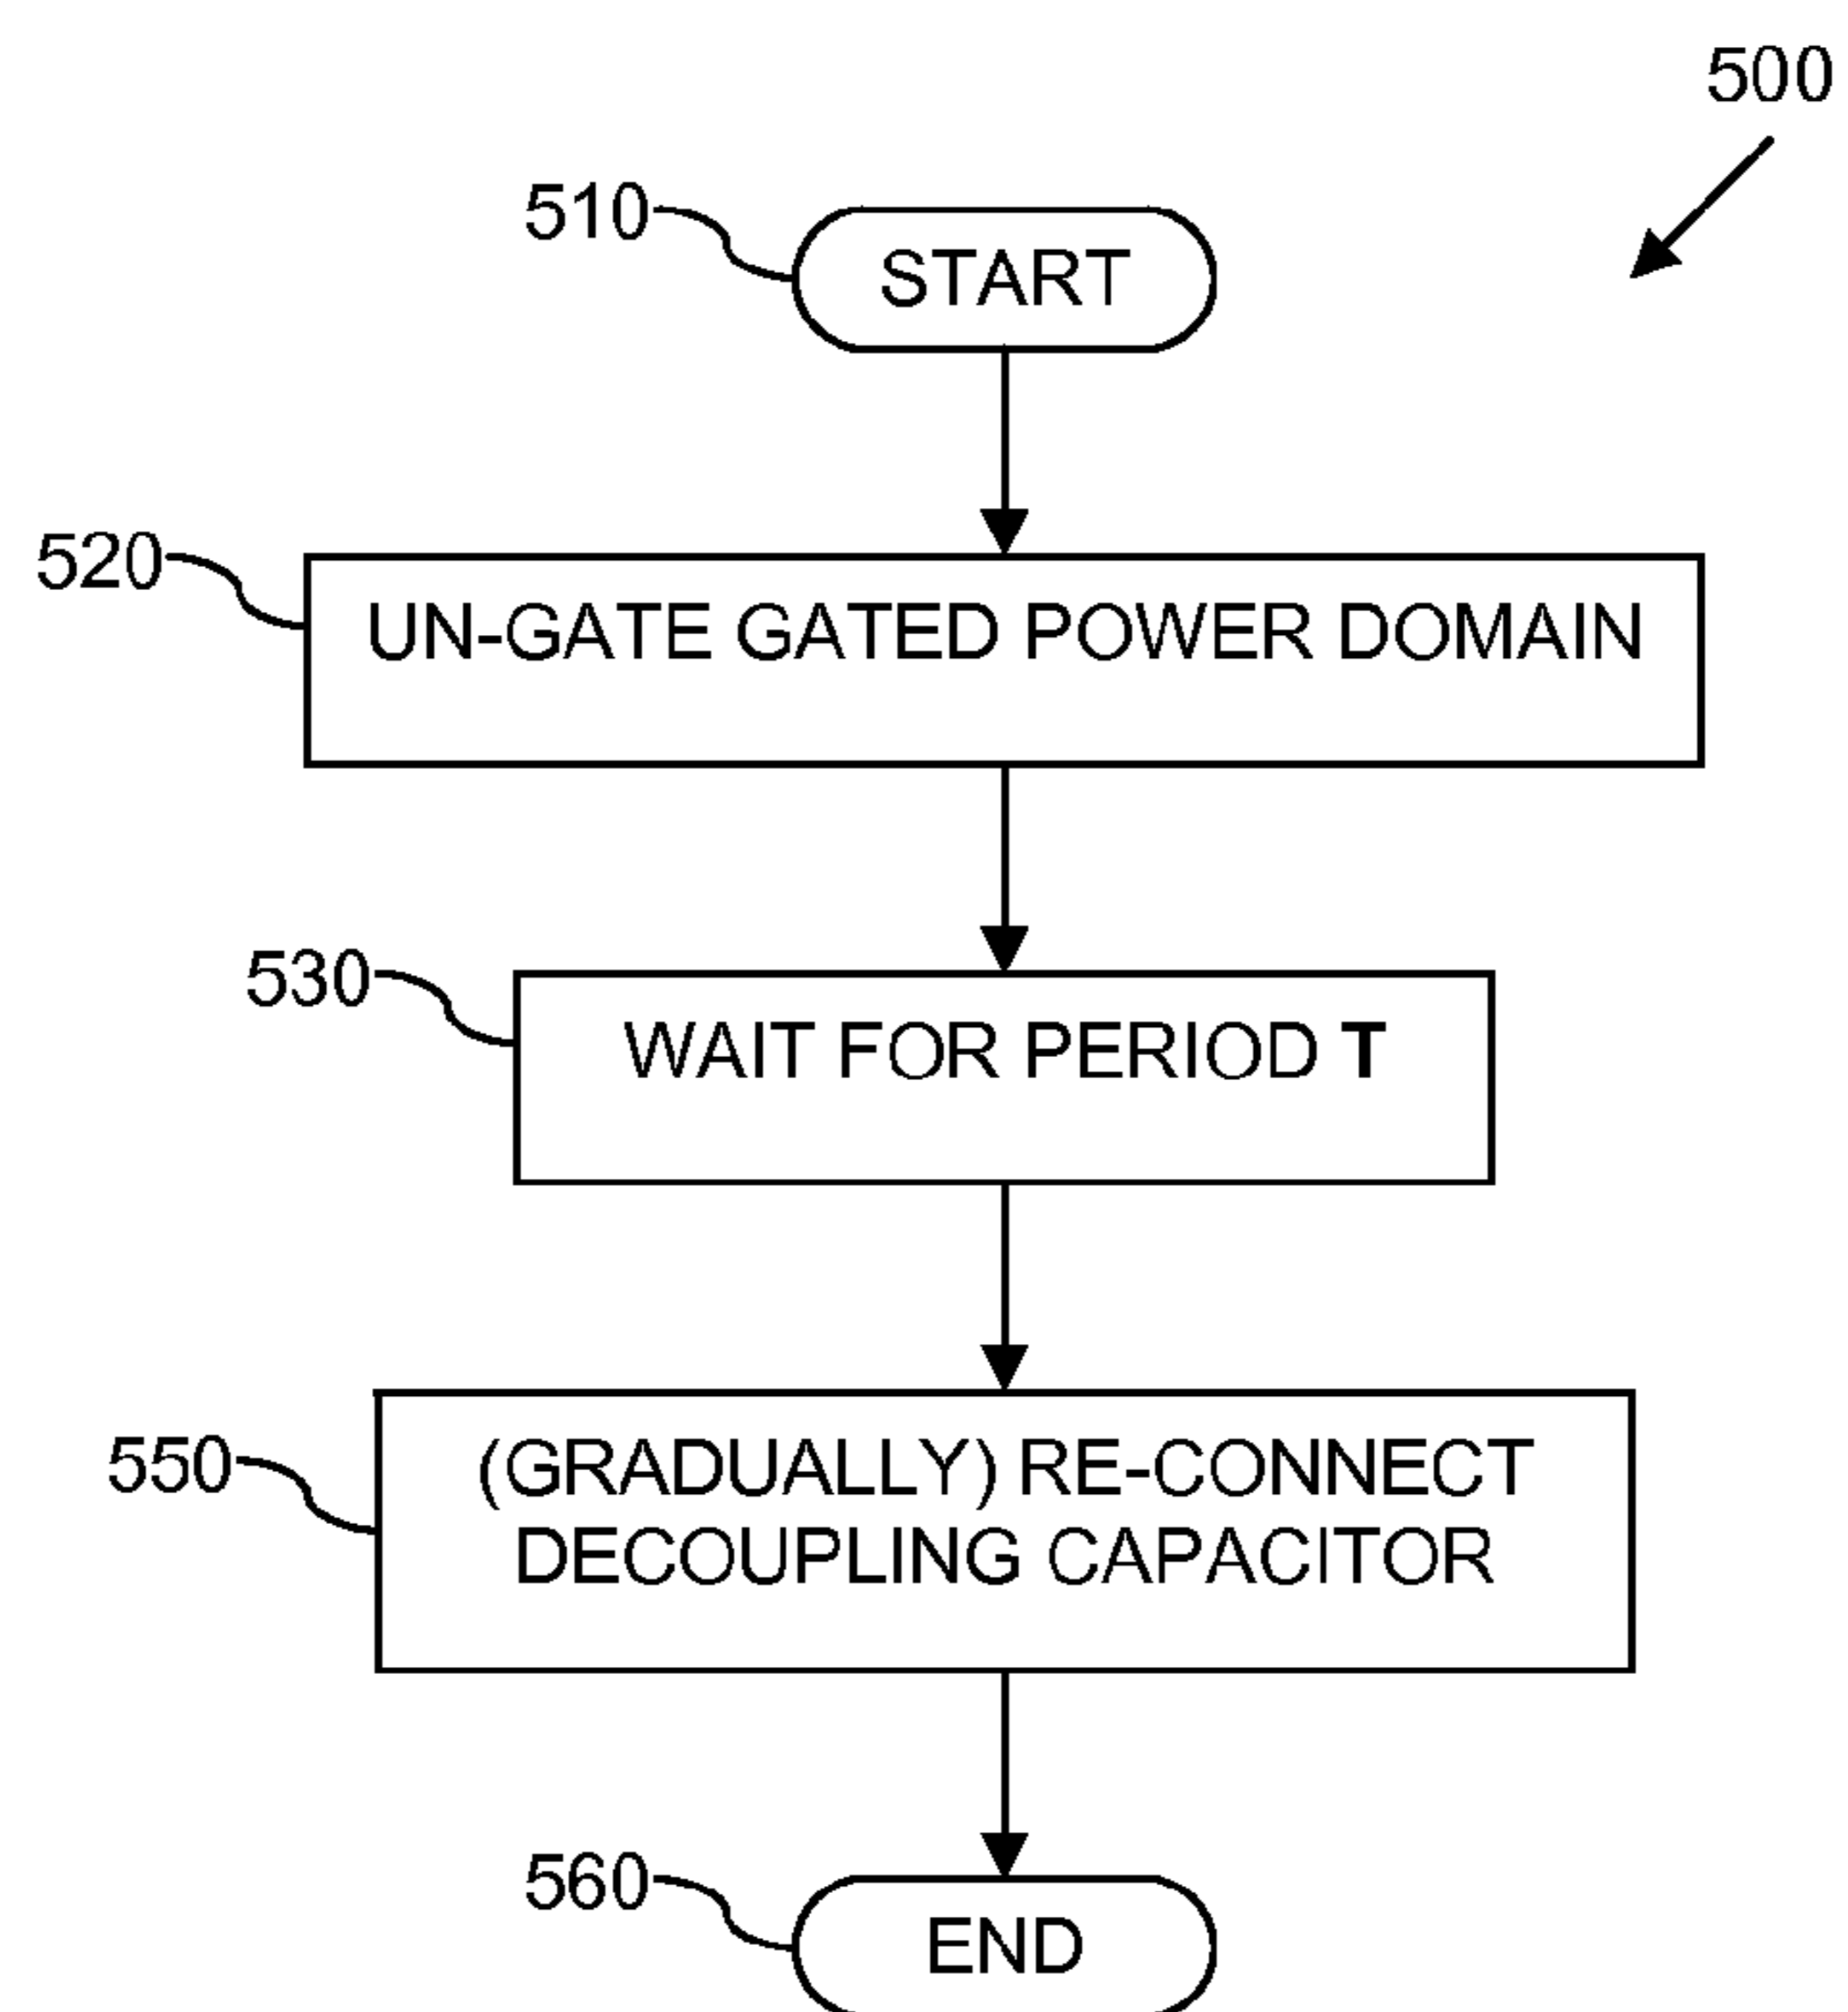 500
510
START
520
UN-GATE GATED POWER DOMAIN
530
WAIT FOR PERIOD T
550
(GRADUALLY) RE-CONNECT
DECOUPLING CAPACITOR
560
END